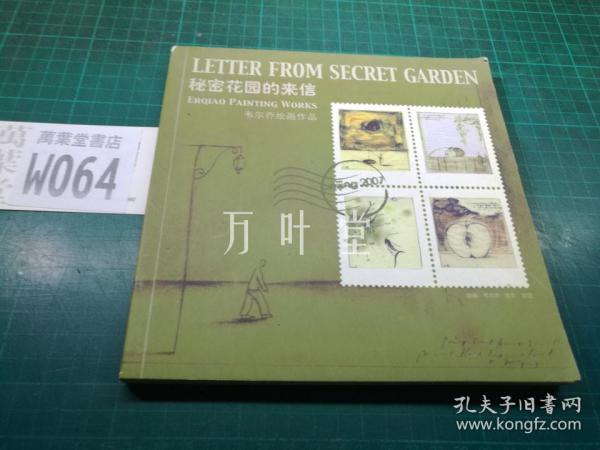 LETTER FROM SECRET GARDEN
秘密花园的来信
ERQIAO PAINTING WORKS
韦尔乔绘画作品
萬葉堂書店
W064
2007
万叶堂
孔夫子旧书网
www.kongfz.com